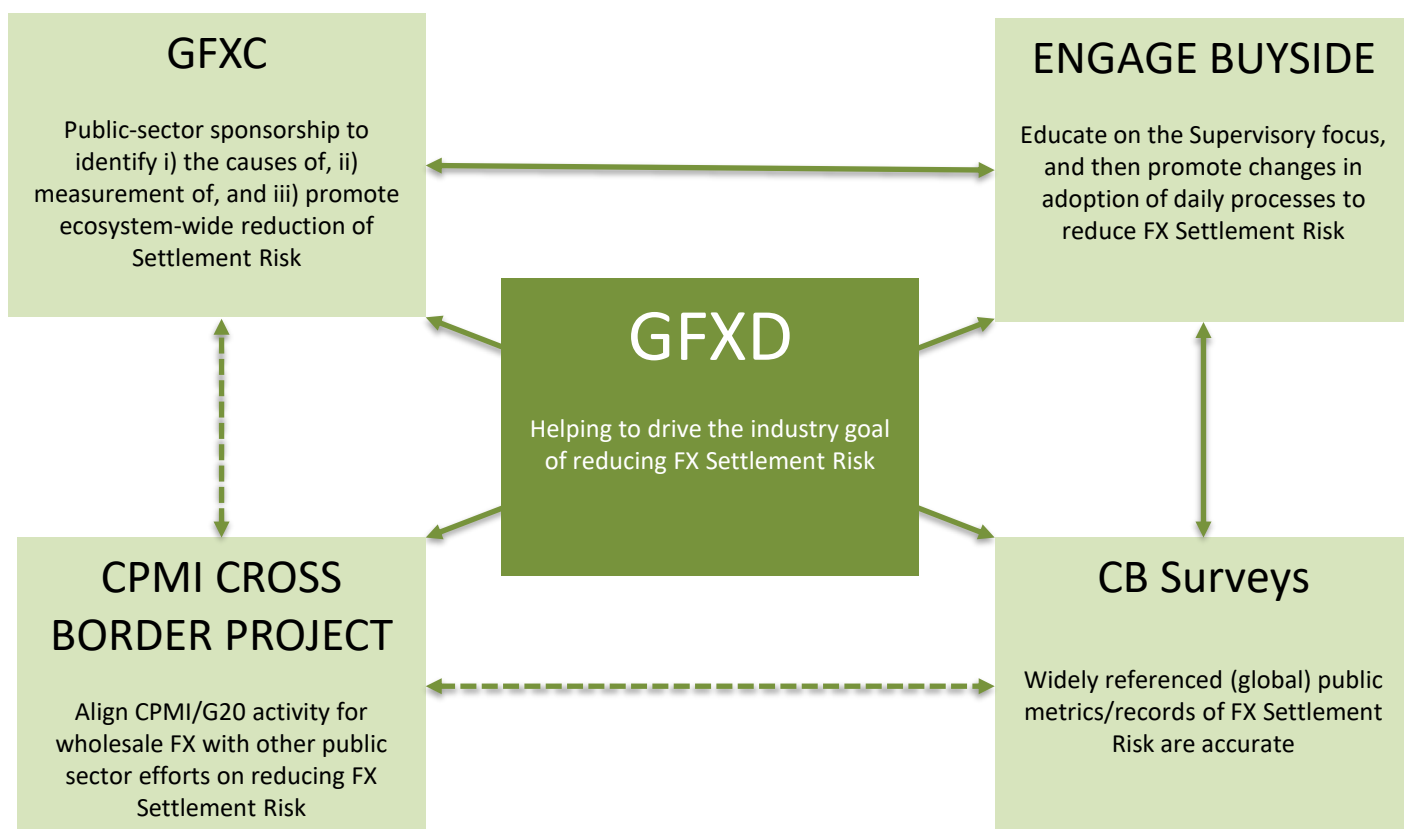 GFXC
Public-sector sponsorship to
identify i) the causes of, ii)
measurement of, and iii) promote
ecosystem-wide reduction of
Settlement Risk
ENGAGE BUYSIDE
Educate on the Supervisory focus,
and then promote changes in
adoption of daily processes to
reduce FX Settlement Risk
GFXD
Helping to drive the industry goal
of reducing FX Settlement Risk
CPMI CROSS
BORDER PROJECT
Align CPMI/G20 activity for
wholesale FX with other public
sector efforts on reducing FX
Settlement Risk
CB Surveys
Widely referenced (global) public
metrics/records of FX Settlement
Risk are accurate